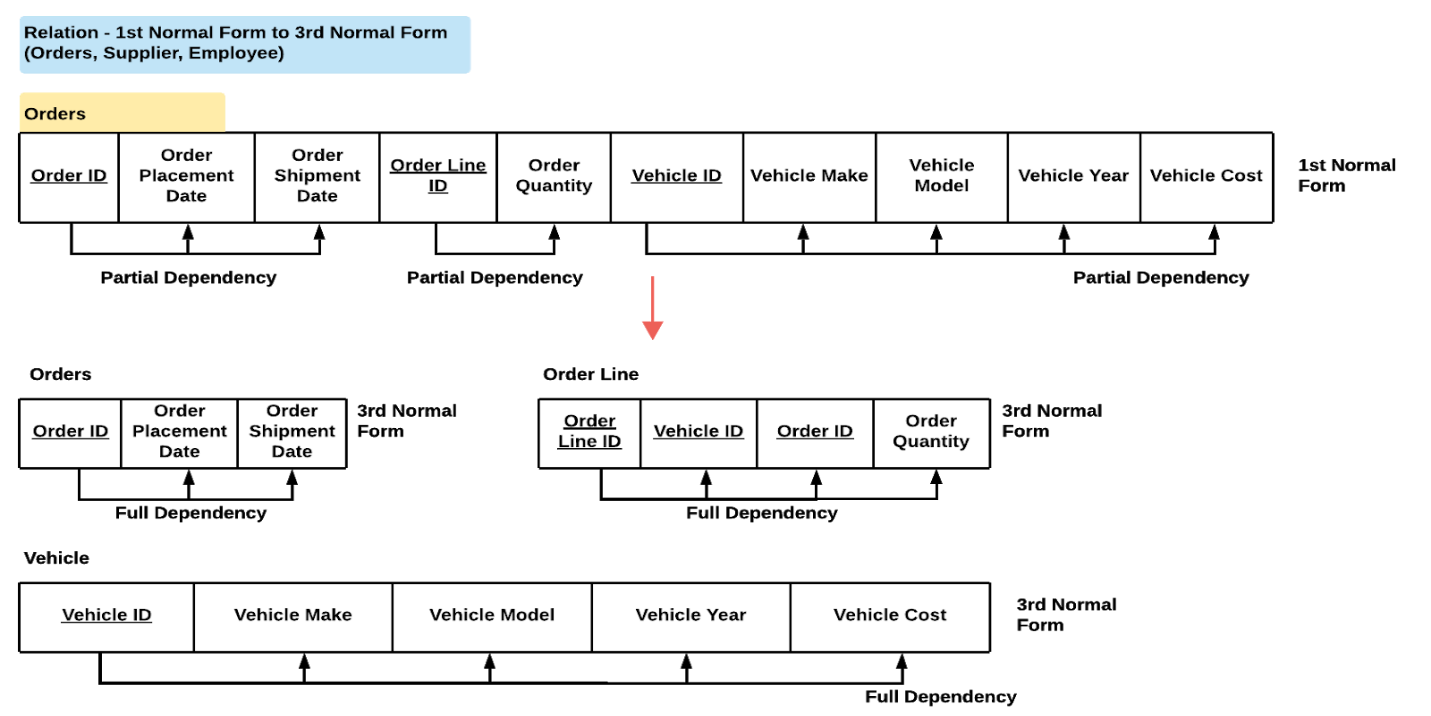 Relation - 1st Normal Form to 3rd Normal Form
(Orders, Supplier, Employee)
Orders
Order ID
Order
Placement
Date
Order
Shipment
Date
Order Line
ID
Order
Quantity
Vehicle ID
Vehicle Make
Vehicle
Model
Vehicle Year
Vehicle Cost
1st Normal
Form
Partial Dependency
Partial Dependency
Partial Dependency
Orders
Order ID
Order
Placement
Date
Order
Shipment
Date
3rd Normal
Form
Full Dependency
Order Line
Order
Line ID
Vehicle ID
Order ID
Order
Quantity
3rd Normal
Form
Full Dependency
Vehicle
Vehicle ID
Vehicle Make
Vehicle Model
Vehicle Year
Vehicle Cost
3rd Normal
Form
Full Dependency